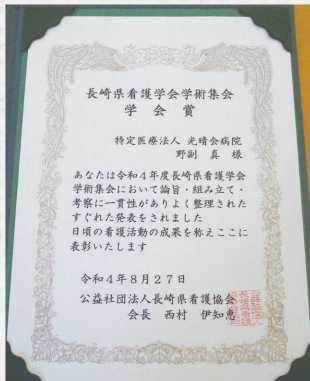 長崎県看護学会学術集会
学会賞
特定医療法人 光晴会病院
野副 真 様
あなたは令和4年度長崎県看護学会
学術集会において論旨・組み立て・
考察に一貫性がありよく整理された
すぐれた発表をされました
日頃の看護活動の成果を称えここに
表彰いたします
令和4年8月27日
公益社団法人長崎県看護協会
会長 西村 伊知恵